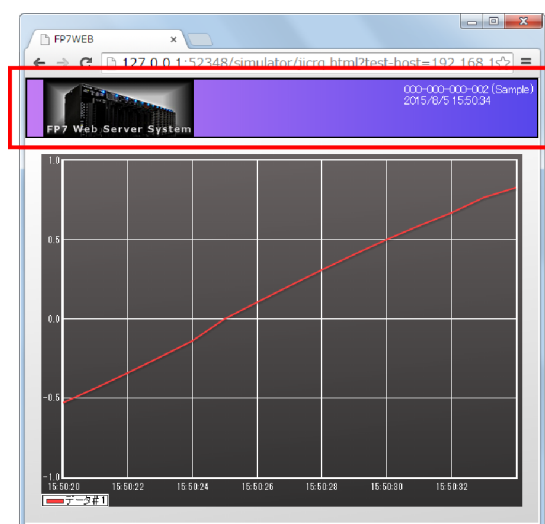 FP7WEB
127.0.0.1:52348/simulator/jjcrg.html?test-host=192.168.1
000-000-000-002 (Sample)
2015/8/5 15:50:34
FP7 Web Server System
1.0
0.5
0.0
-0.5
-1.0
15:50:20 15:50:22 15:50:24 15:50:26 15:50:28 15:50:30 15:50:32
データ#1